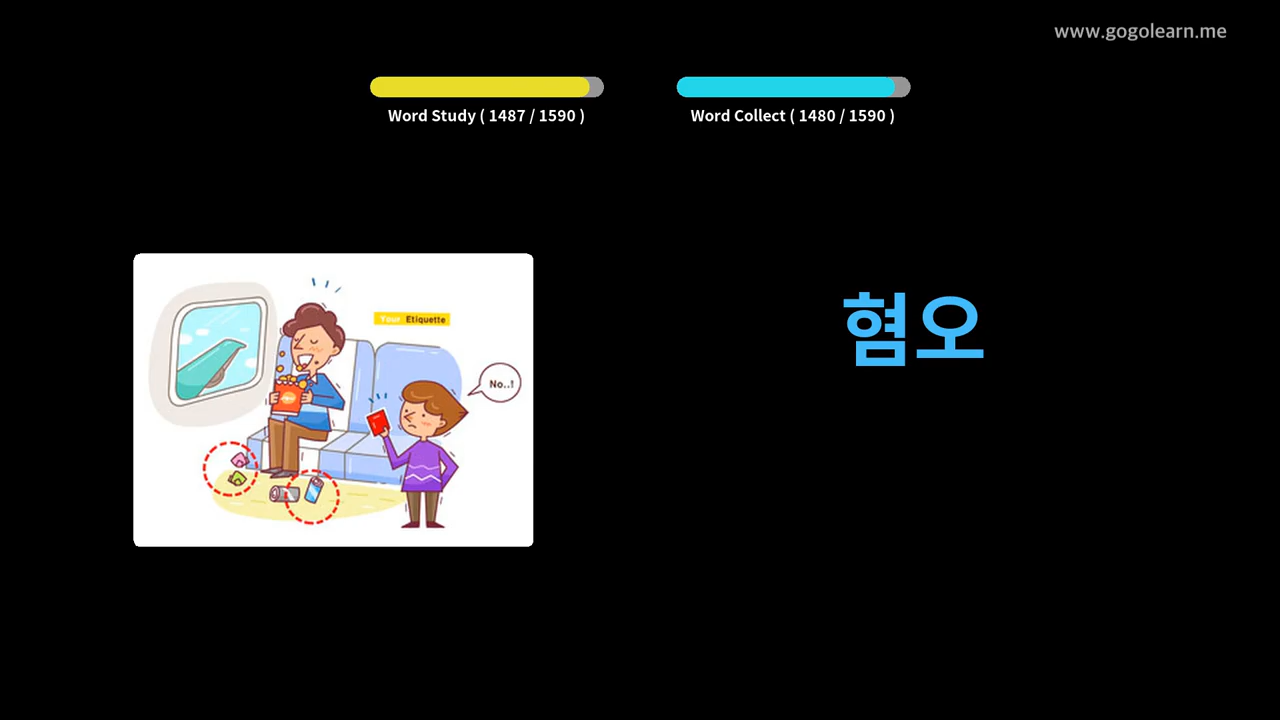 www.gogolearn.me
Word Study ( 1487 / 1590 )
Word Collect ( 1480 / 1590 )
Your Etiquette
No..!
혐오